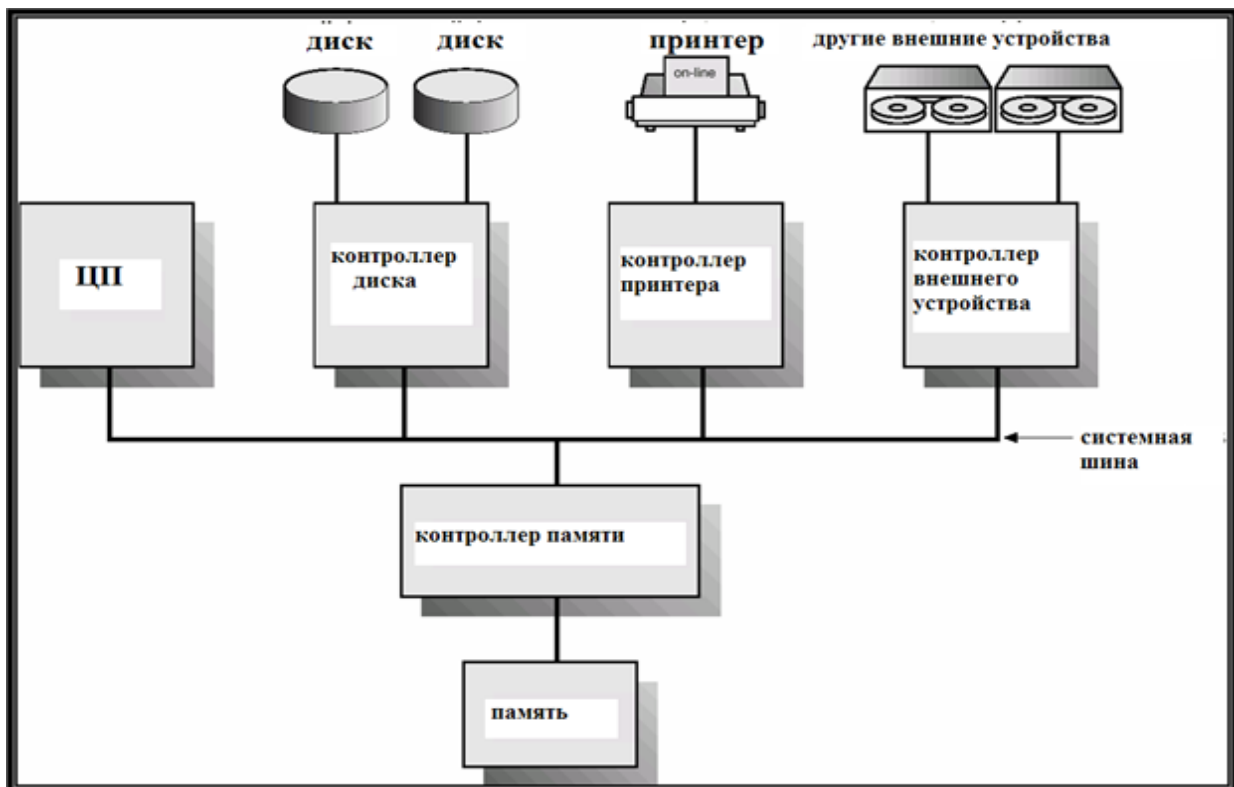 диск
диск
принтер
другие внешние устройства
on-line
ЦП
контроллер
диска
контроллер
принтера
контроллер
внешнего
устройства
системная
шина
контроллер памяти
память